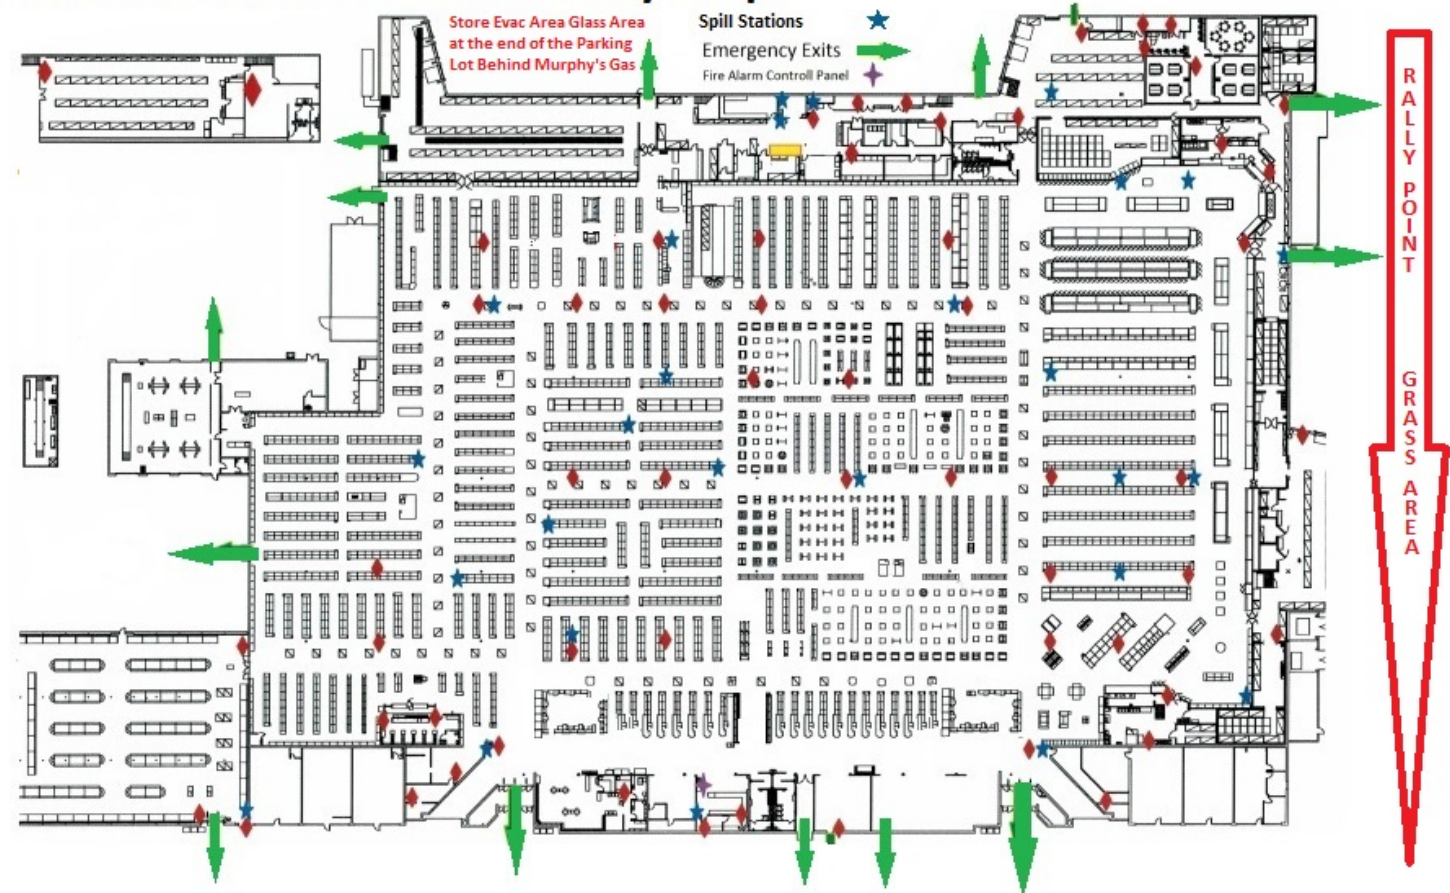 Store Evac Area Glass Area
at the end of the Parking
Lot Behind Murphy's Gas
Spill Stations
Emergency Exits
Fire Alarm Controll Panel
RALLY POINT
GRASS AREA